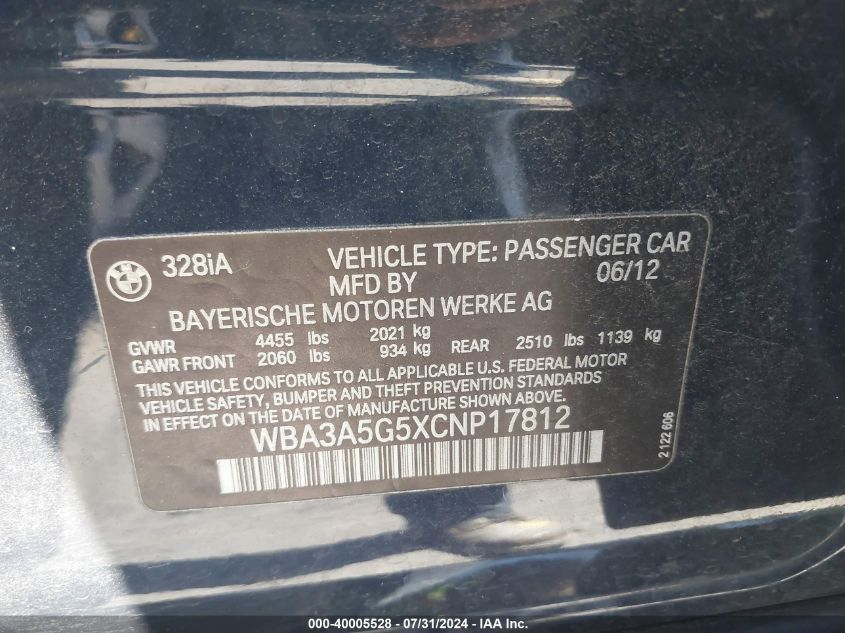 BMW
328iA
VEHICLE TYPE: PASSENGER CAR
MFD BY 06/12
BAYERISCHE MOTOREN WERKE AG
GVWR 4455 lbs 2021 kg
GAWR FRONT 2060 lbs 934 kg REAR 2510 lbs 1139 kg
THIS VEHICLE CONFORMS TO ALL APPLICABLE U.S. FEDERAL MOTOR
VEHICLE SAFETY, BUMPER AND THEFT PREVENTION STANDARDS
IN EFFECT ON THE DATE OF MANUFACTURE SHOWN ABOVE.
WBA3A5G5XCNP17812
2 122 606
000-40005528 - 07/31/2024 - IAA Inc.